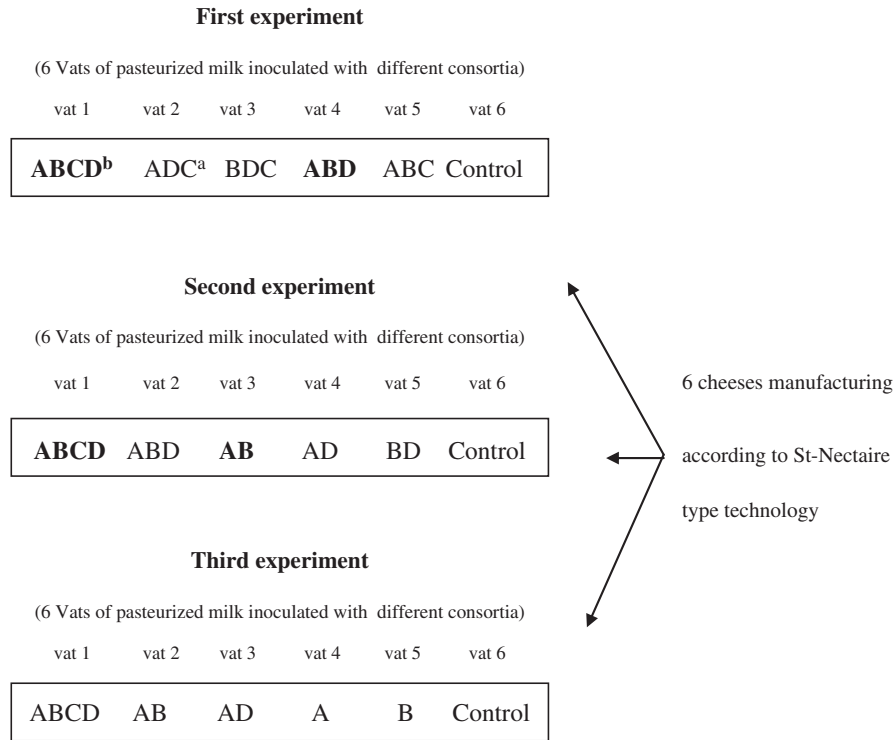 First experiment
(6 Vats of pasteurized milk inoculated with different consortia)
vat 1 vat 2 vat 3 vat 4 vat 5 vat 6
ABCDᵇ ADCᵃ BDC ABD ABC Control
Second experiment
(6 Vats of pasteurized milk inoculated with different consortia)
vat 1 vat 2 vat 3 vat 4 vat 5 vat 6
ABCD ABD AB AD BD Control
Third experiment
(6 Vats of pasteurized milk inoculated with different consortia)
vat 1 vat 2 vat 3 vat 4 vat 5 vat 6
ABCD AB AD A B Control
6 cheeses manufacturing
according to St-Nectaire
type technology